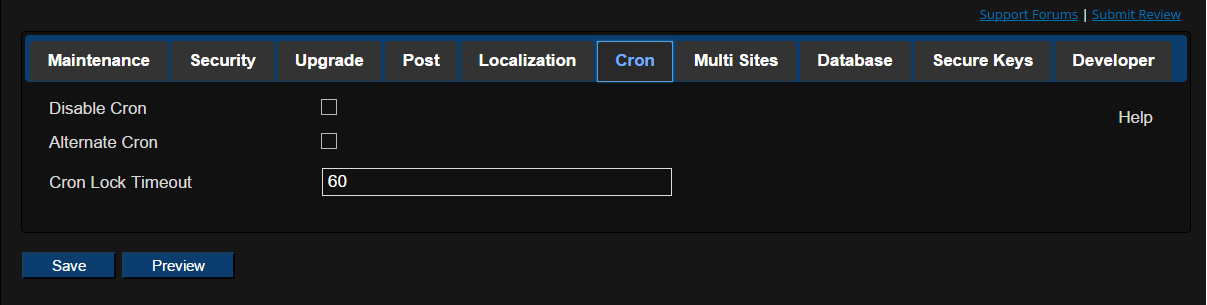 Support Forums | Submit Review
Maintenance Security Upgrade Post Localization Cron Multi Sites Database Secure Keys Developer
Disable Cron
Help
Alternate Cron
Cron Lock Timeout 60
Save Preview